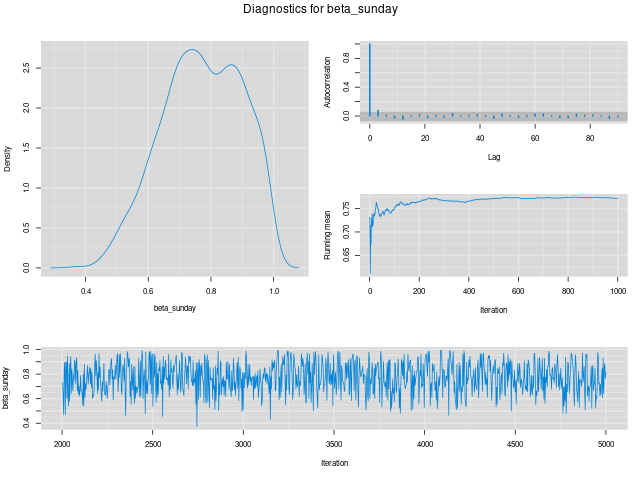 Diagnostics for beta_sunday
Density
0.0
0.5
1.0
1.5
2.0
2.5
0.4 0.6 0.8 1.0
beta_sunday
Autocorrelation
0.0 0.4 0.8
0 20 40 60 80
Lag
Running mean
0.65 0.70 0.75
0 200 400 600 800 1000
Iteration
beta_sunday
0.4 0.6 0.8 1.0
2000 2500 3000 3500 4000 4500 5000
Iteration